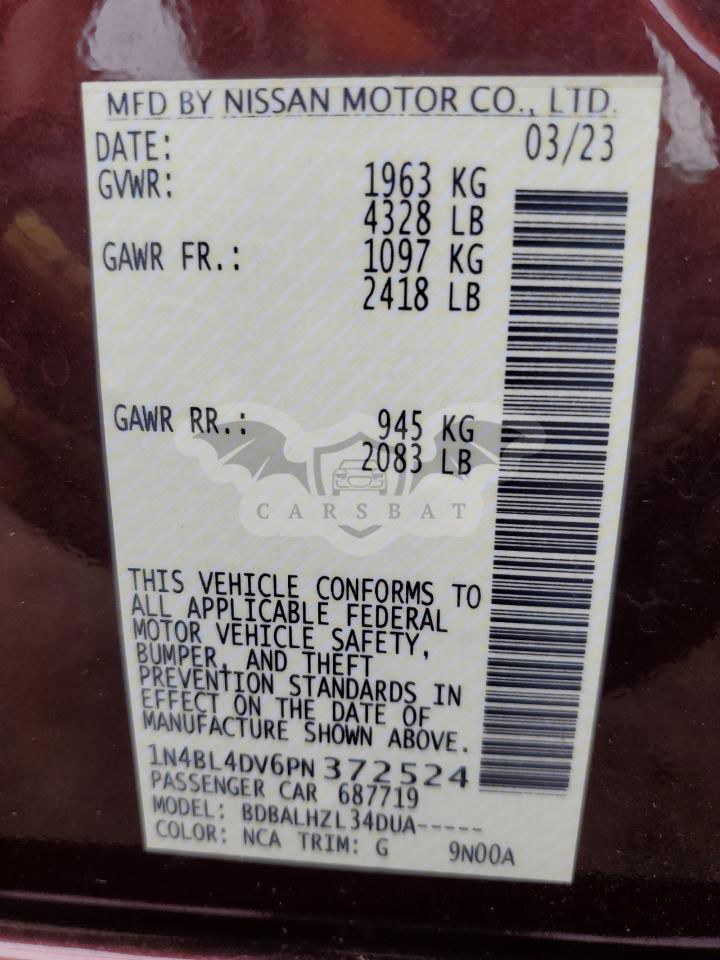 MFD BY NISSAN MOTOR CO., LTD.
DATE: 03/23
GVWR: 1963 KG
4328 LB
GAWR FR.: 1097 KG
2418 LB
GAWR RR.: 945 KG
2083 LB
CARSBAT
THIS VEHICLE CONFORMS TO
ALL APPLICABLE FEDERAL
MOTOR VEHICLE SAFETY,
BUMPER, AND THEFT
PREVENTION STANDARDS IN
EFFECT ON THE DATE OF
MANUFACTURE SHOWN ABOVE.
1N4BL4DV6PN372524
PASSENGER CAR 687719
MODEL: BDBALHZL34DUA-----
COLOR: NCA TRIM: G 9N00A